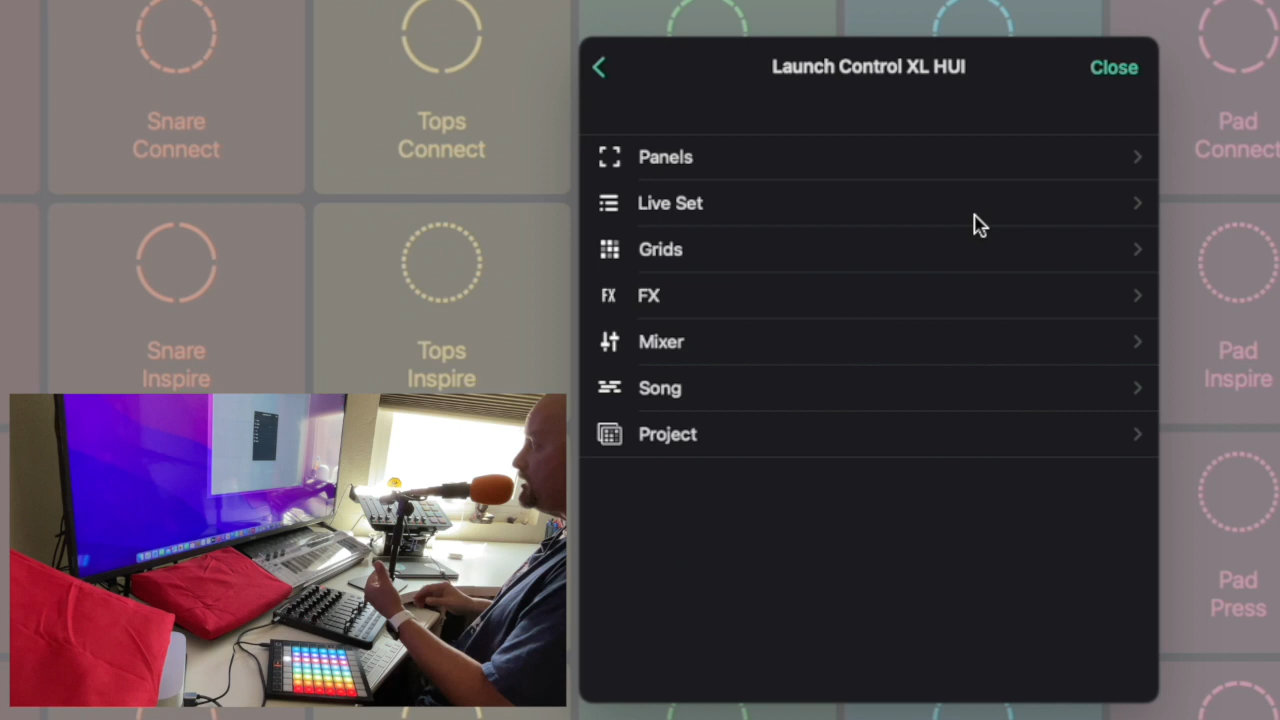 Snare
Connect
Tops
Connect
Pad
Connect
Snare
Inspire
Tops
Inspire
Pad
Inspire
Pad
Press
Launch Control XL HUI
Close
Panels
Live Set
Grids
FX FX
Mixer
Song
Project